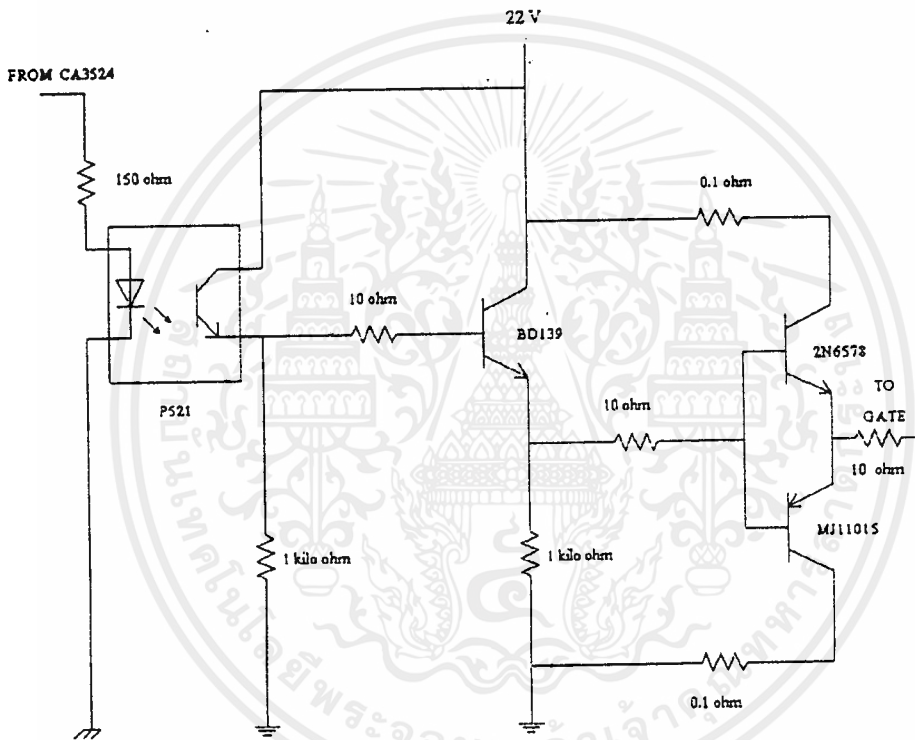 22 V
FROM CA3524
150 ohm
0.1 ohm
10 ohm
BD139
2N6578
P521
10 ohm
TO
GATE
10 ohm
MJ11015
1 kilo ohm
1 kilo ohm
0.1 ohm